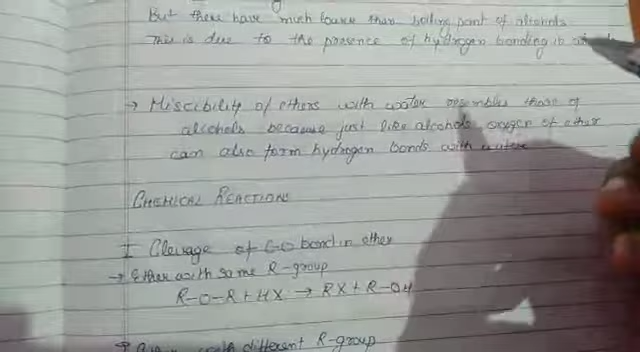 But there have much lower than boiling point of alcohols
This is due to the presence of hydrogen bonding in
→ Miscibility of ethers with water resembles those of
alcohols because just like alcohols oxygen of ether
can also form hydrogen bonds with water
CHEMICAL REACTIONS
I Clevage of C-O bond in ether
→ Ether with same R-group
R-O-R + HX → RX + R-OH
→ with different R-group